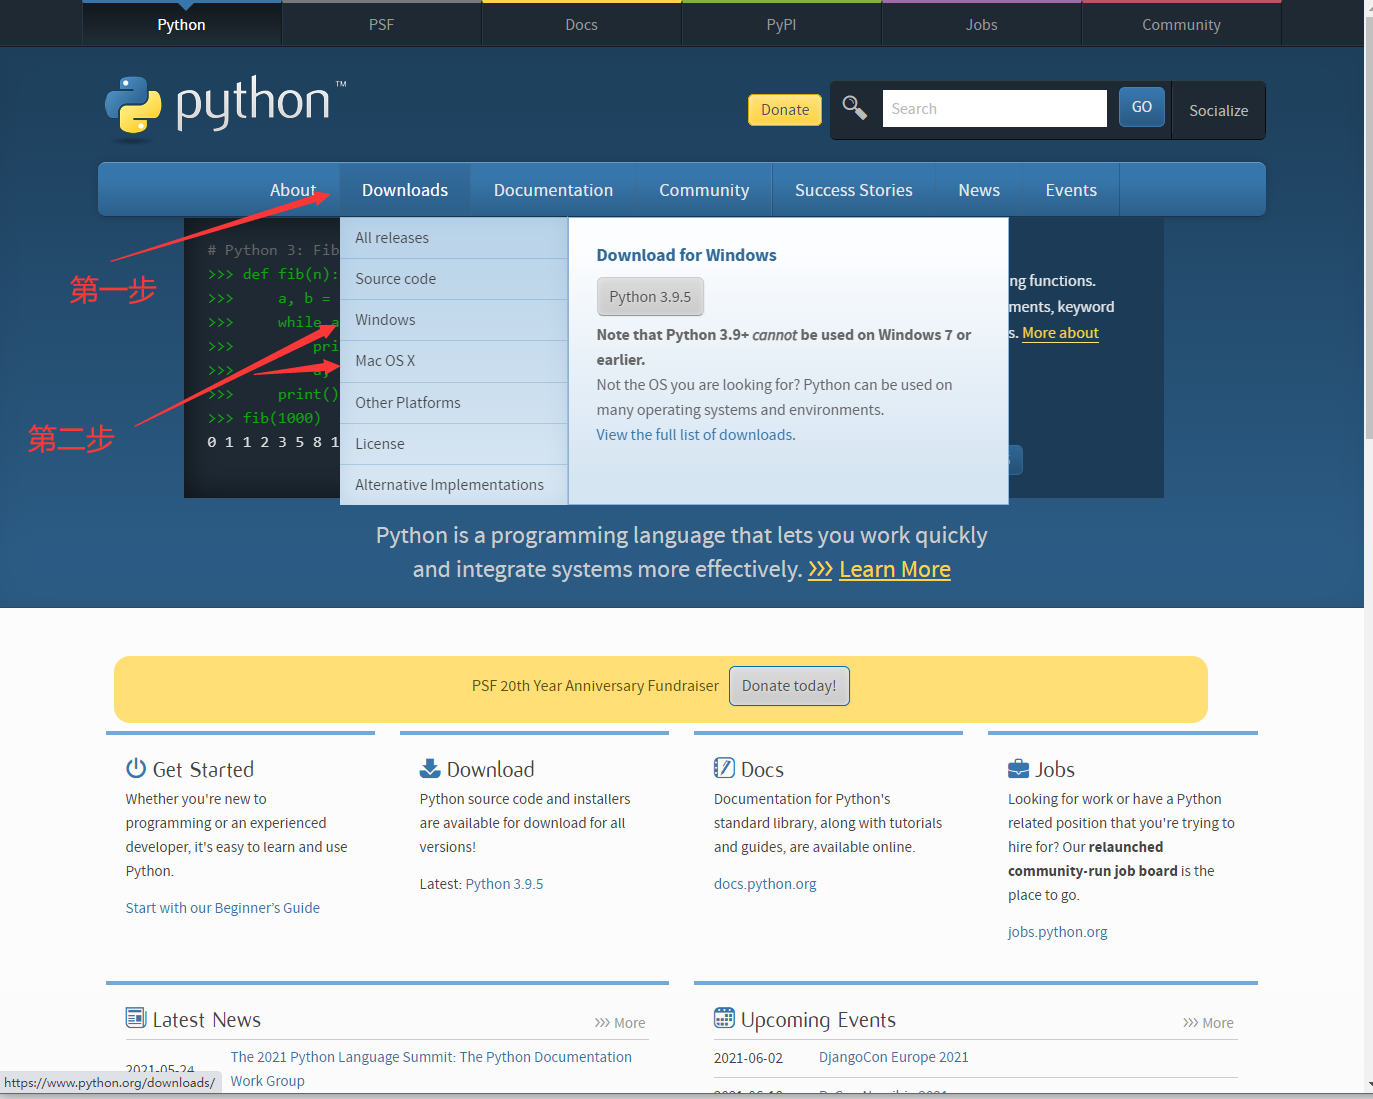 Python
PSF
Docs
PyPI
Jobs
Community
python™
Donate
Search
GO
Socialize
About
Downloads
Documentation
Community
Success Stories
News
Events
第一步
第二步
# Python 3: Fib
>>> def fib(n):
>>> a, b =
>>> while a
>>> pri
>>> a,
>>> print()
>>> fib(1000)
0 1 1 2 3 5 8 1
All releases
Source code
Windows
Mac OS X
Other Platforms
License
Alternative Implementations
Download for Windows
Python 3.9.5
Note that Python 3.9+ cannot be used on Windows 7 or
earlier.
Not the OS you are looking for? Python can be used on
many operating systems and environments.
View the full list of downloads.
ng functions.
ments, keyword
s. More about
Python is a programming language that lets you work quickly
and integrate systems more effectively. >>> Learn More
PSF 20th Year Anniversary Fundraiser
Donate today!
Get Started
Whether you're new to
programming or an experienced
developer, it's easy to learn and use
Python.
Start with our Beginner’s Guide
Download
Python source code and installers
are available for download for all
versions!
Latest: Python 3.9.5
Docs
Documentation for Python's
standard library, along with tutorials
and guides, are available online.
docs.python.org
Jobs
Looking for work or have a Python
related position that you're trying to
hire for? Our relaunched
community-run job board is the
place to go.
jobs.python.org
Latest News
>>> More
2021-05-24
The 2021 Python Language Summit: The Python Documentation
Work Group
Upcoming Events
>>> More
2021-06-02
DjangoCon Europe 2021
https://www.python.org/downloads/